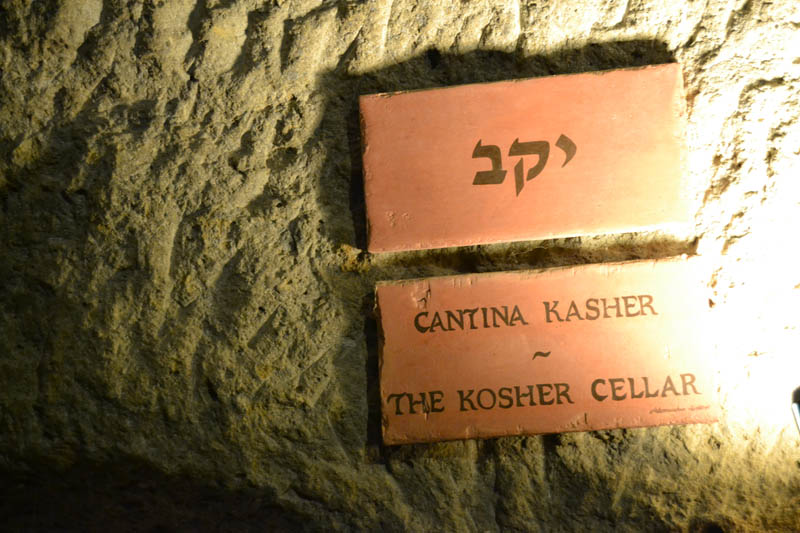 יקב
CANTINA KASHER
~
THE KOSHER CELLAR